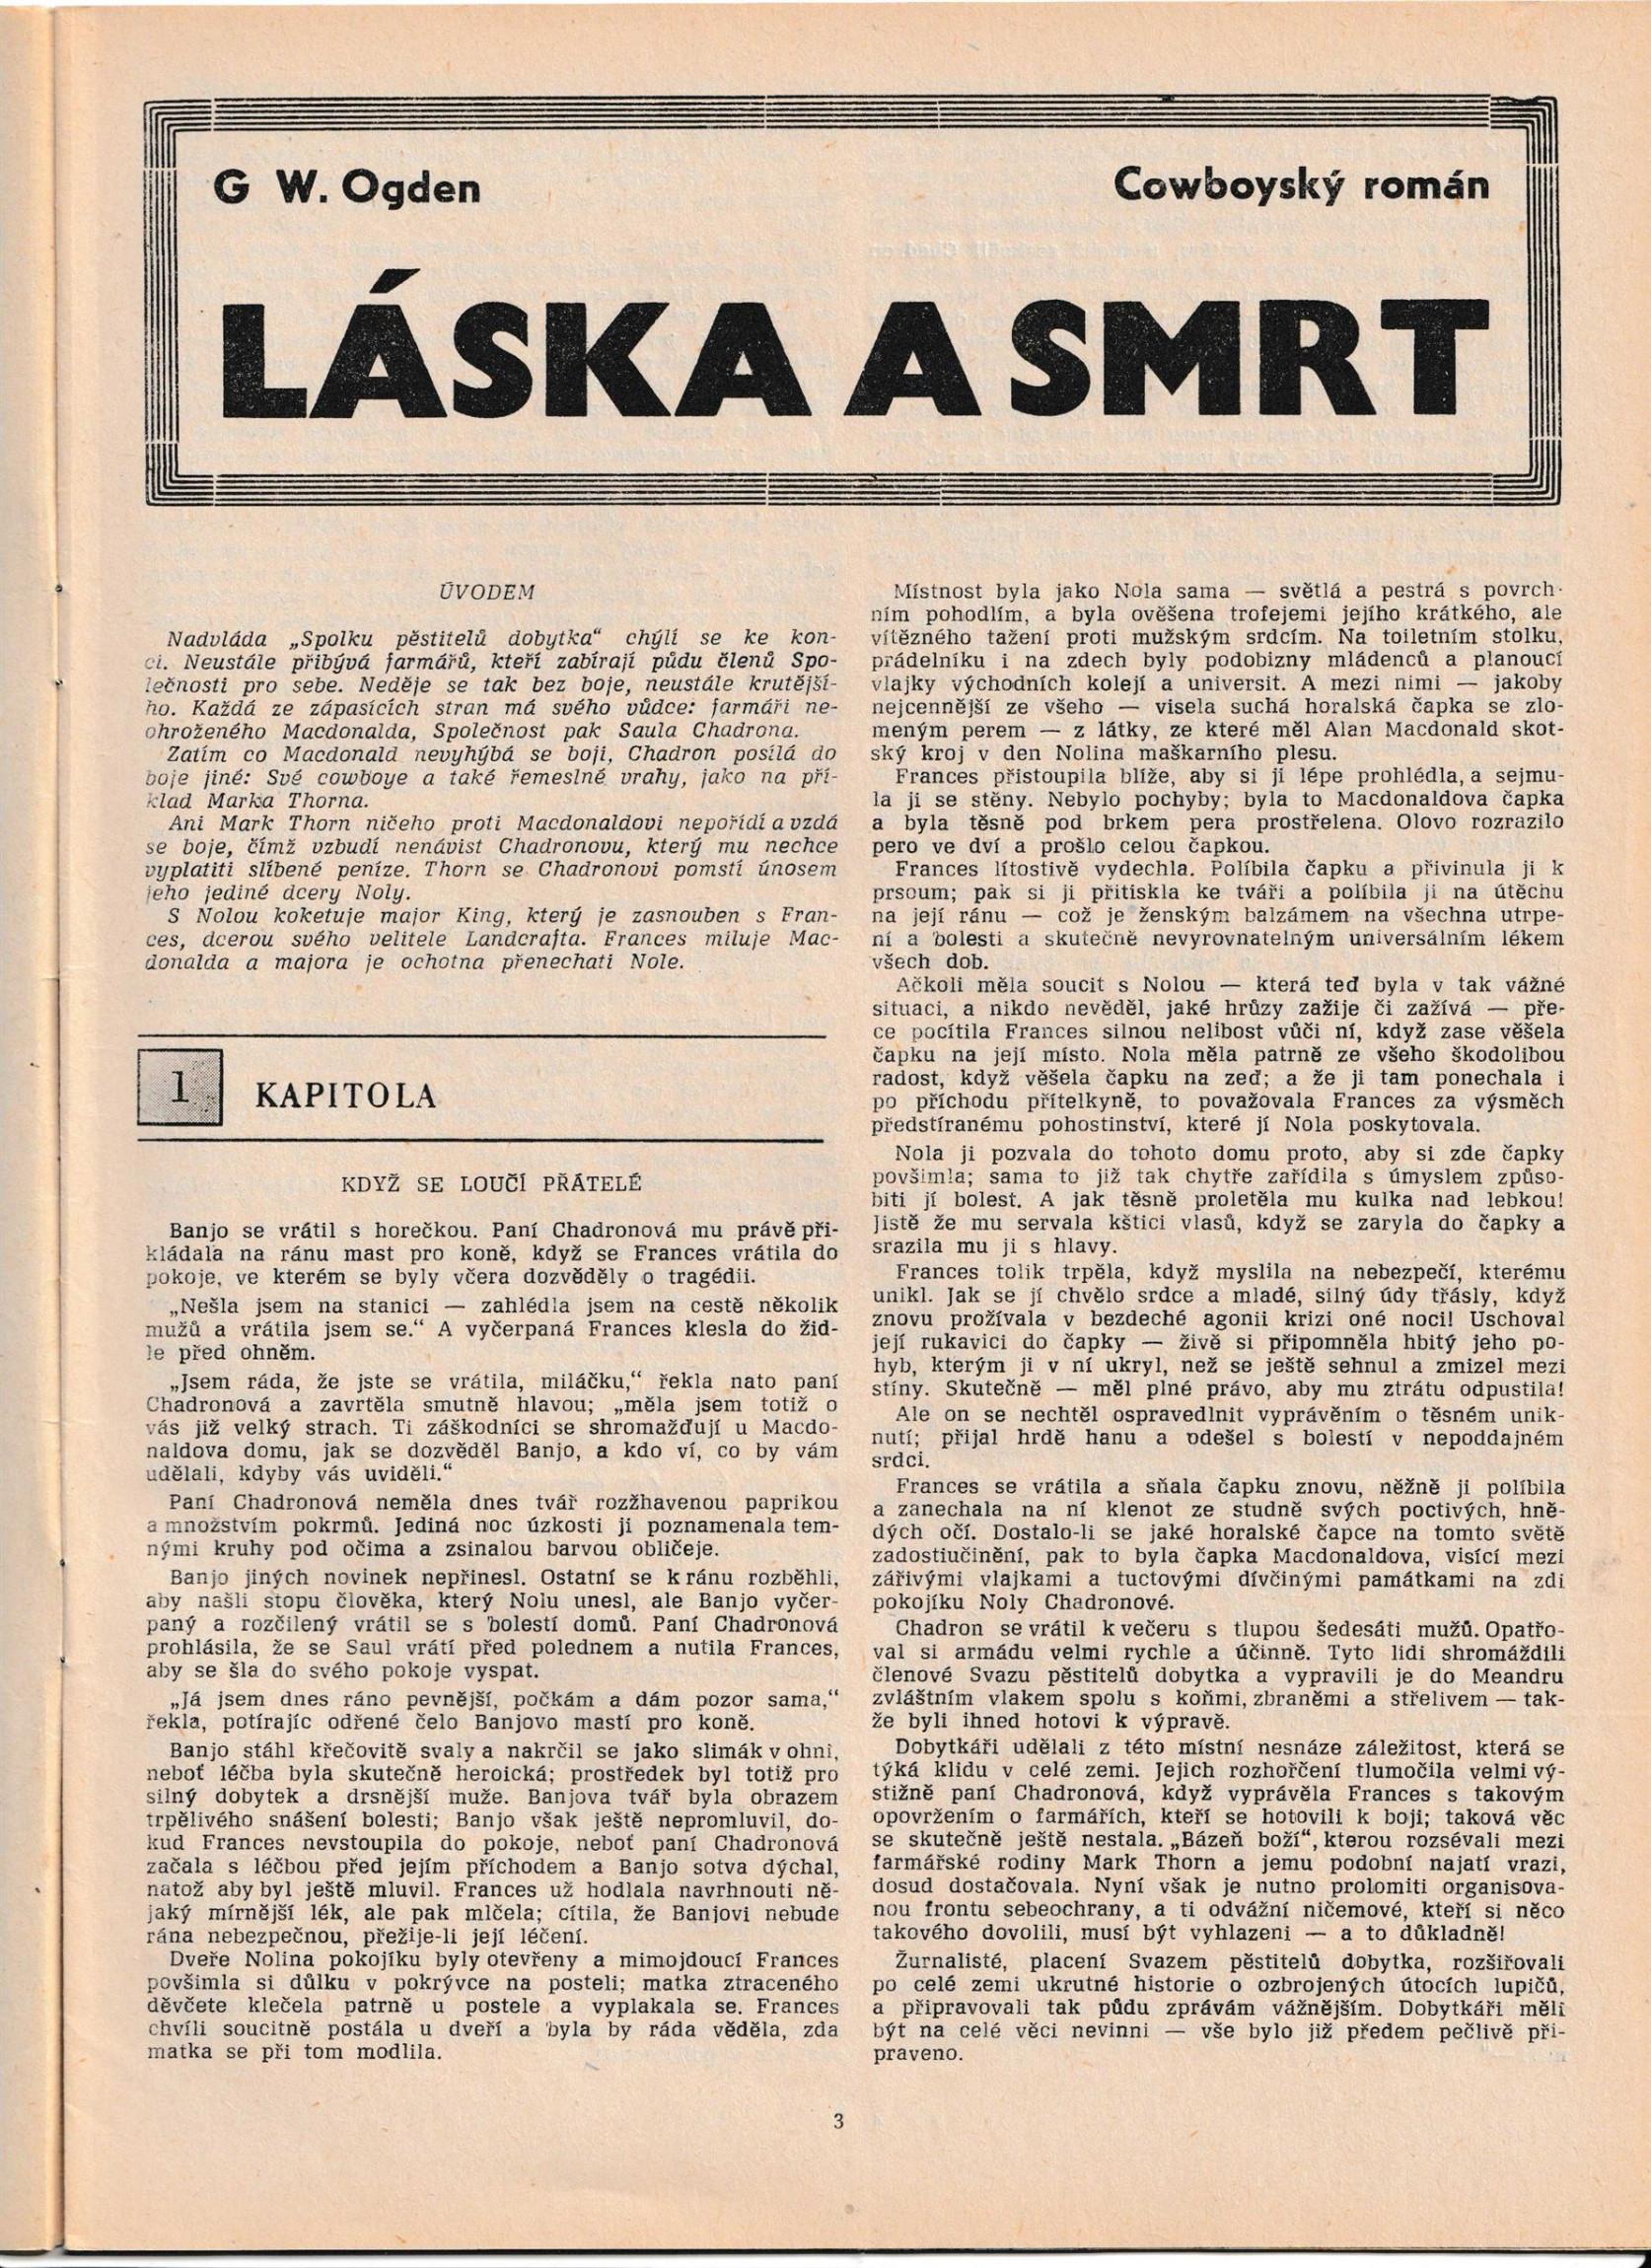 G W. Ogden
Cowboyský román
LÁSKA A SMRT
ÚVODEM
Nadvláda „Spolku pěstitelů dobytka“ chýlí se ke kon-
ci. Neustále přibývá farmářů, kteří zabírají půdu členů Spo-
lečnosti pro sebe. Neděje se tak bez boje, neustále krutější-
ho. Každá ze zápasících stran má svého vůdce: farmáři ne-
ohroženého Macdonalda, Společnost pak Saula Chadrona.
Zatím co Macdonald nevyhýbá se boji, Chadron posílá do
boje jiné: Své cowboye a také řemeslné vrahy, jako na pří-
klad Marka Thorna.
Ani Mark Thorn ničeho proti Macdonaldovi nepořídí a vzdá
se boje, čímž vzbudí nenávist Chadronovu, který mu nechce
vyplatiti slíbené peníze. Thorn se Chadronovi pomstí únosem
jeho jediné dcery Noly.
S Nolou koketuje major King, který je zasnouben s Fran-
ces, dcerou svého velitele Landcrafta. Frances miluje Mac-
donalda a majora je ochotna přenechati Nole.
1 KAPITOLA
KDYŽ SE LOUČÍ PŘÁTELÉ
Banjo se vrátil s horečkou. Paní Chadronová mu právě při-
kládala na ránu mast pro koně, když se Frances vrátila do
pokoje, ve kterém se byly včera dozvěděly o tragédii.
„Nešla jsem na stanici — zahlédla jsem na cestě několik
mužů a vrátila jsem se.“ A vyčerpaná Frances klesla do žid-
le před ohněm.
„Jsem ráda, že jste se vrátila, miláčku,“ řekla nato paní
Chadronová a zavrtěla smutně hlavou; „měla jsem totiž o
vás již velký strach. Ti záškodníci se shromažďují u Macdo-
naldova domu, jak se dozvěděl Banjo, a kdo ví, co by vám
udělali, kdyby vás uviděli.“
Paní Chadronová neměla dnes tvář rozžhavenou paprikou
a množstvím pokrmů. Jediná noc úzkosti ji poznamenala tem-
nými kruhy pod očima a zsinalou barvou obličeje.
Banjo jiných novinek nepřinesl. Ostatní se k ránu rozběhli,
aby našli stopu člověka, který Nolu unesl, ale Banjo vyčer-
paný a rozčilený vrátil se s bolestí domů. Paní Chadronová
prohlásila, že se Saul vrátí před polednem a nutila Frances,
aby se šla do svého pokoje vyspat.
„Já jsem dnes ráno pevnější, počkám a dám pozor sama,“
řekla, potírajíc odřené čelo Banjovo mastí pro koně.
Banjo stáhl křečovitě svaly a nakrčil se jako slimák v ohni,
neboť léčba byla skutečně heroická; prostředek byl totiž pro
silný dobytek a drsnější muže. Banjova tvář byla obrazem
trpělivého snášení bolesti; Banjo však ještě nepromluvil, do-
kud Frances nevstoupila do pokoje, neboť paní Chadronová
začala s léčbou před jejím příchodem a Banjo sotva dýchal,
natož aby byl ještě mluvil. Frances už hodlala navrhnouti ně-
jaký mírnější lék, ale pak mlčela; cítila, že Banjovi nebude
rána nebezpečnou, přežije-li její léčení.
Dveře Nolina pokojíku byly otevřeny a mimojdoucí Frances
povšimla si důlku v pokrývce na posteli; matka ztraceného
děvčete klečela patrně u postele a vyplakala se. Frances
chvíli soucitně postála u dveří a byla by ráda věděla, zda
matka se při tom modlila.
Místnost byla jako Nola sama — světlá a pestrá s povrch-
ním pohodlím, a byla ověšena trofejemi jejího krátkého, ale
vítězného tažení proti mužským srdcím. Na toiletním stolku,
prádelníku i na zdech byly podobizny mládenců a planoucí
vlajky východních kolejí a universit. A mezi nimi — jakoby
nejcennější ze všeho — visela suchá horalská čapka se zlo-
meným perem — z látky, ze které měl Alan Macdonald skot-
ský kroj v den Nolina maškarního plesu.
Frances přistoupila blíže, aby si ji lépe prohlédla, a sejmu-
la ji se stěny. Nebylo pochyby; byla to Macdonaldova čapka
a byla těsně pod brkem pera prostřelena. Olovo rozrazilo
pero ve dví a prošlo celou čapkou.
Frances lítostivě vydechla. Políbila čapku a přivinula ji k
prsoum; pak si ji přitiskla ke tváři a políbila ji na útěchu
na její ránu — což je ženským balzámem na všechna utrpe-
ní a bolesti a skutečně nevyrovnatelným universálním lékem
všech dob.
Ačkoli měla soucit s Nolou — která teď byla v tak vážné
situaci, a nikdo nevěděl, jaké hrůzy zažije či zažívá — pře-
ce pocítila Frances silnou nelibost vůči ní, když zase věšela
čapku na její místo. Nola měla patrně ze všeho škodolibou
radost, když věšela čapku na zeď; a že ji tam ponechala i
po příchodu přítelkyně, to považovala Frances za výsměch
předstíranému pohostinství, které jí Nola poskytovala.
Nola ji pozvala do tohoto domu proto, aby si zde čapky
povšimla; sama to již tak chytře zařídila s úmyslem způso-
biti jí bolest. A jak těsně proletěla mu kulka nad lebkou!
Jistě že mu servala kštici vlasů, když se zaryla do čapky a
srazila mu ji s hlavy.
Frances tolik trpěla, když myslila na nebezpečí, kterému
unikl. Jak se jí chvělo srdce a mladé, silný údy třásly, když
znovu prožívala v bezdeché agonii krizi oné noci! Uschoval
její rukavici do čapky — živě si připomněla hbitý jeho po-
hyb, kterým ji v ní ukryl, než se ještě sehnul a zmizel mezi
stíny. Skutečně — měl plné právo, aby mu ztrátu odpustila!
Ale on se nechtěl ospravedlnit vyprávěním o těsném unik-
nutí; přijal hrdě hanu a odešel s bolestí v nepoddajném
srdci.
Frances se vrátila a sňala čapku znovu, něžně ji políbila
a zanechala na ní klenot ze studně svých poctivých, hně-
dých očí. Dostalo-li se jaké horalské čapce na tomto světě
zadostiučinění, pak to byla čapka Macdonaldova, visící mezi
zářivými vlajkami a tuctovými dívčinými památkami na zdi
pokojíku Noly Chadronové.
Chadron se vrátil k večeru s tlupou šedesáti mužů. Opatřo-
val si armádu velmi rychle a účinně. Tyto lidi shromáždili
členové Svazu pěstitelů dobytka a vypravili je do Meandru
zvláštním vlakem spolu s koňmi, zbraněmi a střelivem — tak-
že byli ihned hotovi k výpravě.
Dobytkáři udělali z této místní nesnáze záležitost, která se
týká klidu v celé zemi. Jejich rozhořčení tlumočila velmi vý-
stižně paní Chadronová, když vyprávěla Frances s takovým
opovržením o farmářích, kteří se hotovili k boji; taková věc
se skutečně ještě nestala. „Bázeň boží“, kterou rozsévali mezi
farmářské rodiny Mark Thorn a jemu podobní najatí vrazi,
dosud dostačovala. Nyní však je nutno prolomiti organisova-
nou frontu sebeochrany, a ti odvážní ničemové, kteří si něco
takového dovolili, musí být vyhlazeni — a to důkladně!
Žurnalisté, placení Svazem pěstitelů dobytka, rozšiřovali
po celé zemi ukrutné historie o ozbrojených útocích lupičů,
a připravovali tak půdu zprávám vážnějším. Dobytkáři měli
být na celé věci nevinni — vše bylo již předem pečlivě při-
praveno.
3